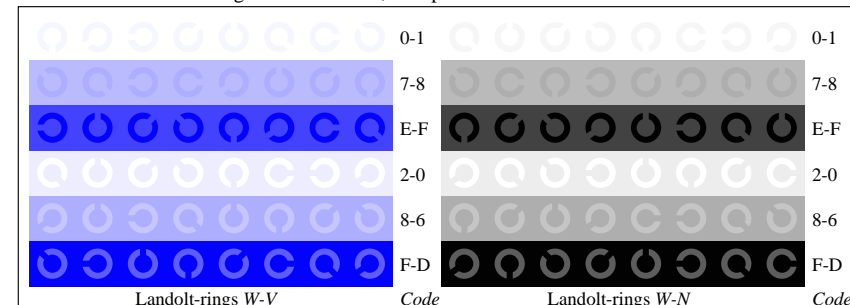 0-1 0-1
7-8 7-8
E-F E-F
2-0 2-0
8-6 8-6
F-D F-D
Landolt-rings W-V Code Landolt-rings W-N Code